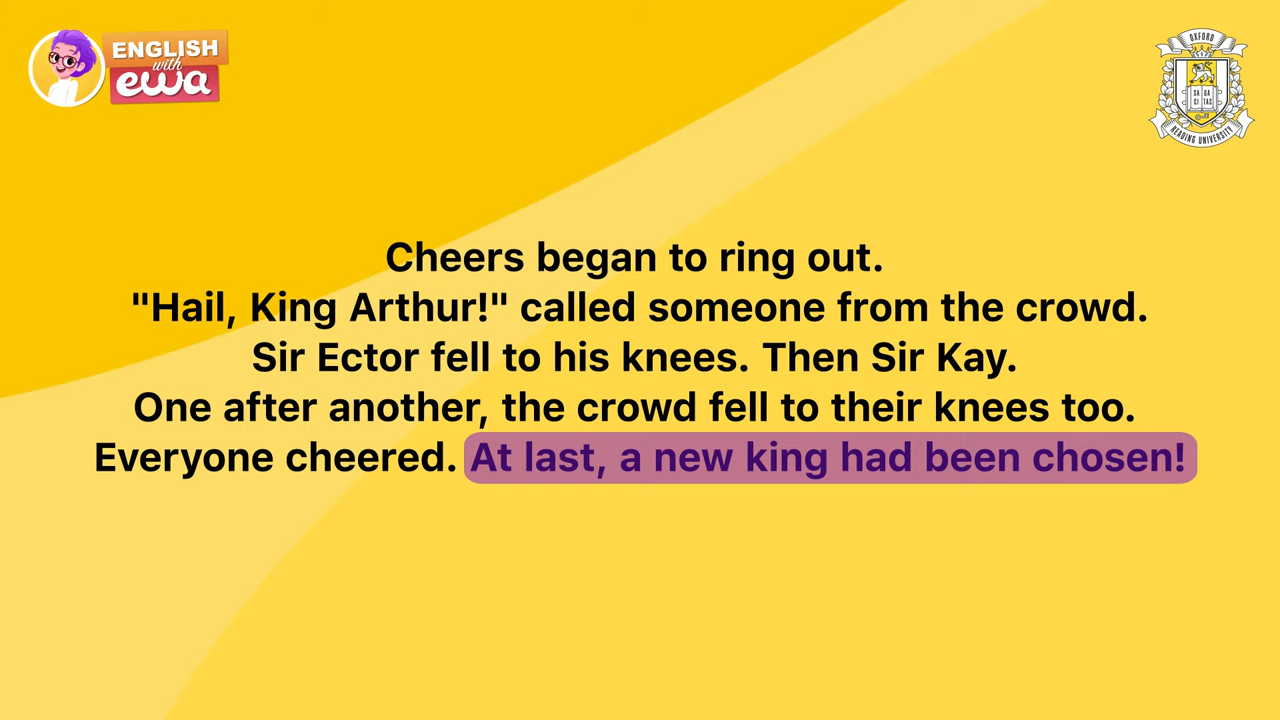 ENGLISH
with
ewa
OXFORD
SA GA
CI TAS
READING UNIVERSITY
Cheers began to ring out.
"Hail, King Arthur!" called someone from the crowd.
Sir Ector fell to his knees. Then Sir Kay.
One after another, the crowd fell to their knees too.
Everyone cheered. At last, a new king had been chosen!